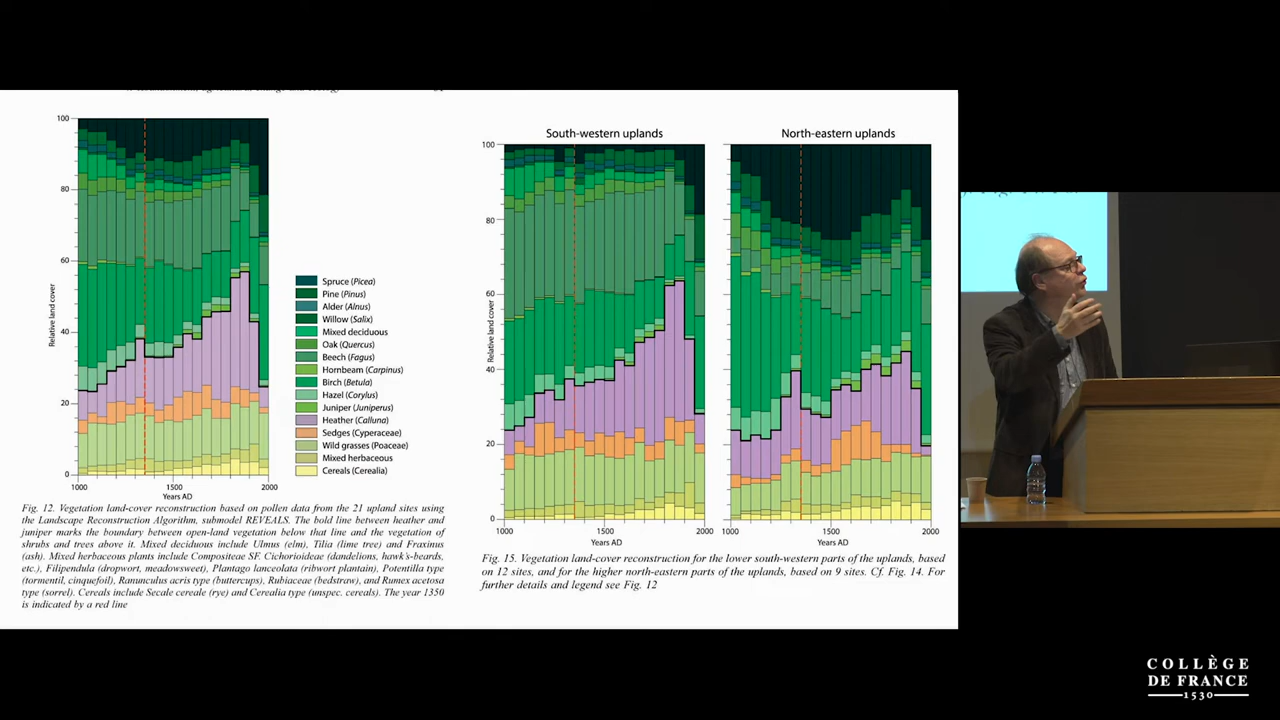 100
80
60
40
20
0
Relative land cover
1000
1500
2000
Years AD
Spruce (Picea)
Pine (Pinus)
Alder (Alnus)
Willow (Salix)
Mixed deciduous
Oak (Quercus)
Beech (Fagus)
Hornbeam (Carpinus)
Birch (Betula)
Hazel (Corylus)
Juniper (Juniperus)
Heather (Calluna)
Sedges (Cyperaceae)
Wild grasses (Poaceae)
Mixed herbaceous
Cereals (Cerealia)
Fig. 12. Vegetation land-cover reconstruction based on pollen data from the 21 upland sites using
the Landscape Reconstruction Algorithm, submodel REVEALS. The bold line between heather and
juniper marks the boundary between open-land vegetation below that line and the vegetation of
shrubs and trees above it. Mixed deciduous include Ulmus (elm), Tilia (lime tree) and Fraxinus
(ash). Mixed herbaceous plants include Compositeae SF. Cichorioideae (dandelions, hawk's-beards,
etc.), Filipendula (dropwort, meadowsweet), Plantago lanceolata (ribwort plantain), Potentilla type
(tormentil, cinquefoil), Ranunculus acris type (buttercups), Rubiaceae (bedstraw), and Rumex acetosa
type (sorrel). Cereals include Secale cereale (rye) and Cerealia type (unspec. cereals). The year 1350
is indicated by a red line
South-western uplands
North-eastern uplands
100
80
60
40
20
0
Relative land cover
1000
1500
2000
Years AD
1000
1500
2000
Years AD
Fig. 15. Vegetation land-cover reconstruction for the lower south-western parts of the uplands, based
on 12 sites, and for the higher north-eastern parts of the uplands, based on 9 sites. Cf. Fig. 14. For
further details and legend see Fig. 12
COLLÈGE
DE FRANCE
1530